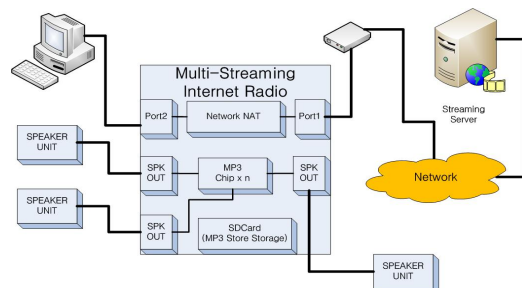 Multi-Streaming
Internet Radio
Port2
Network NAT
Port1
Streaming
Server
SPEAKER
UNIT
SPK
OUT
MP3
Chip x n
SPK
OUT
Network
SPEAKER
UNIT
SPK
OUT
SDCard
(MP3 Store Storage)
SPEAKER
UNIT